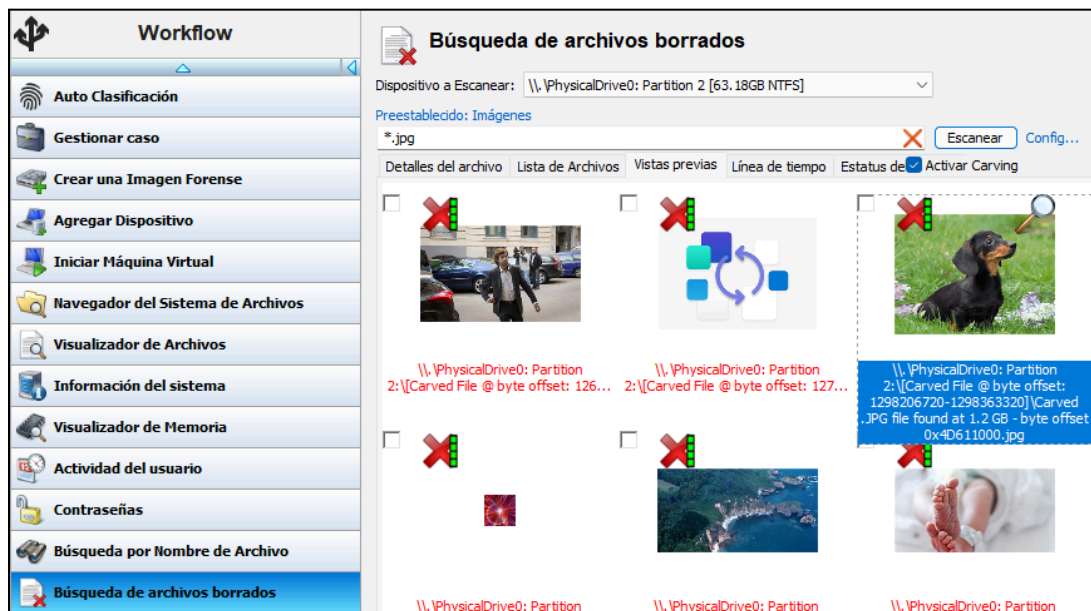 Workflow
Auto Clasificación
Gestionar caso
Crear una Imagen Forense
Agregar Dispositivo
Iniciar Máquina Virtual
Navegador del Sistema de Archivos
Visualizador de Archivos
Información del sistema
Visualizador de Memoria
Actividad del usuario
Contraseñas
Búsqueda por Nombre de Archivo
Búsqueda de archivos borrados
Búsqueda de archivos borrados
Dispositivo a Escanear: \\.\PhysicalDrive0: Partition 2 [63.18GB NTFS]
Preestablecido: Imágenes
*.jpg Escanear Config...
Detalles del archivo Lista de Archivos Vistas previas Línea de tiempo Estatus de Activar Carving
\\.\PhysicalDrive0: Partition
2:\[Carved File @ byte offset: 126...
\\.\PhysicalDrive0: Partition
2:\[Carved File @ byte offset: 127...
\\.\PhysicalDrive0: Partition
2:\[Carved File @ byte offset:
1298206720-1298363320]\Carved
.JPG file found at 1.2 GB - byte offset
0x4D611000.jpg
\\.\PhysicalDrive0: Partition
\\.\PhysicalDrive0: Partition
\\.\PhysicalDrive0: Partition